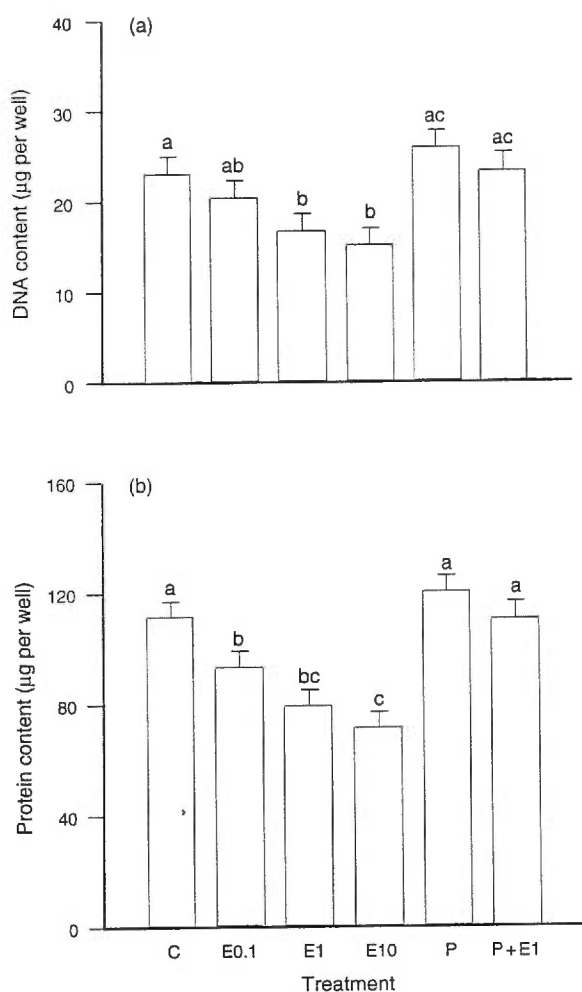 (a)
DNA content (µg per well)
40
30
20
10
0
a
ab
b
b
ac
ac
(b)
Protein content (µg per well)
160
120
80
40
0
a
b
bc
c
a
a
C E0.1 E1 E10 P P+E1
Treatment